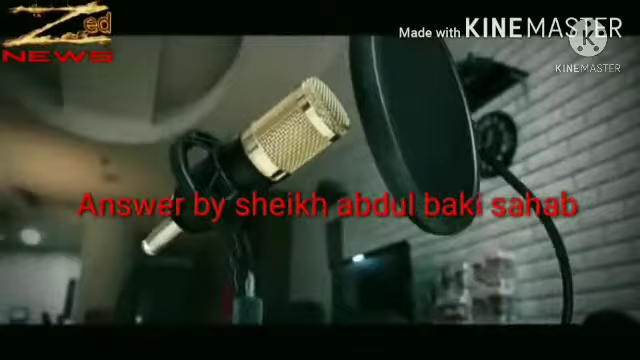 Zed
NEWS
Made with KINEMASTER
KINEMASTER
Answer by sheikh abdul baki sahab